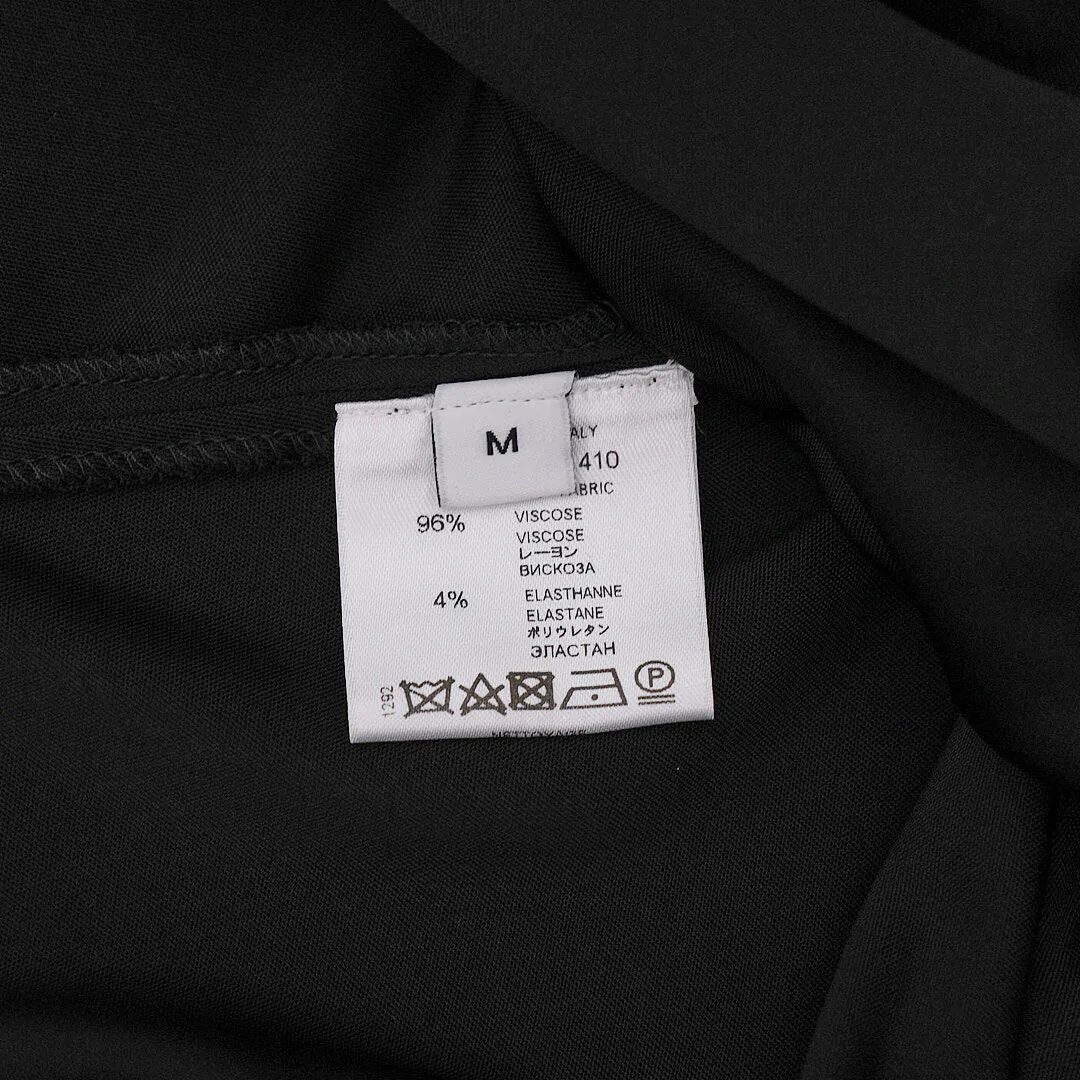 M
ALY
410
ABRIC
96% VISCOSE
VISCOSE
レーヨン
ВИСКОЗА
4% ELASTHANNE
ELASTANE
ポリウレタン
ЭЛАСТАН
1292
P